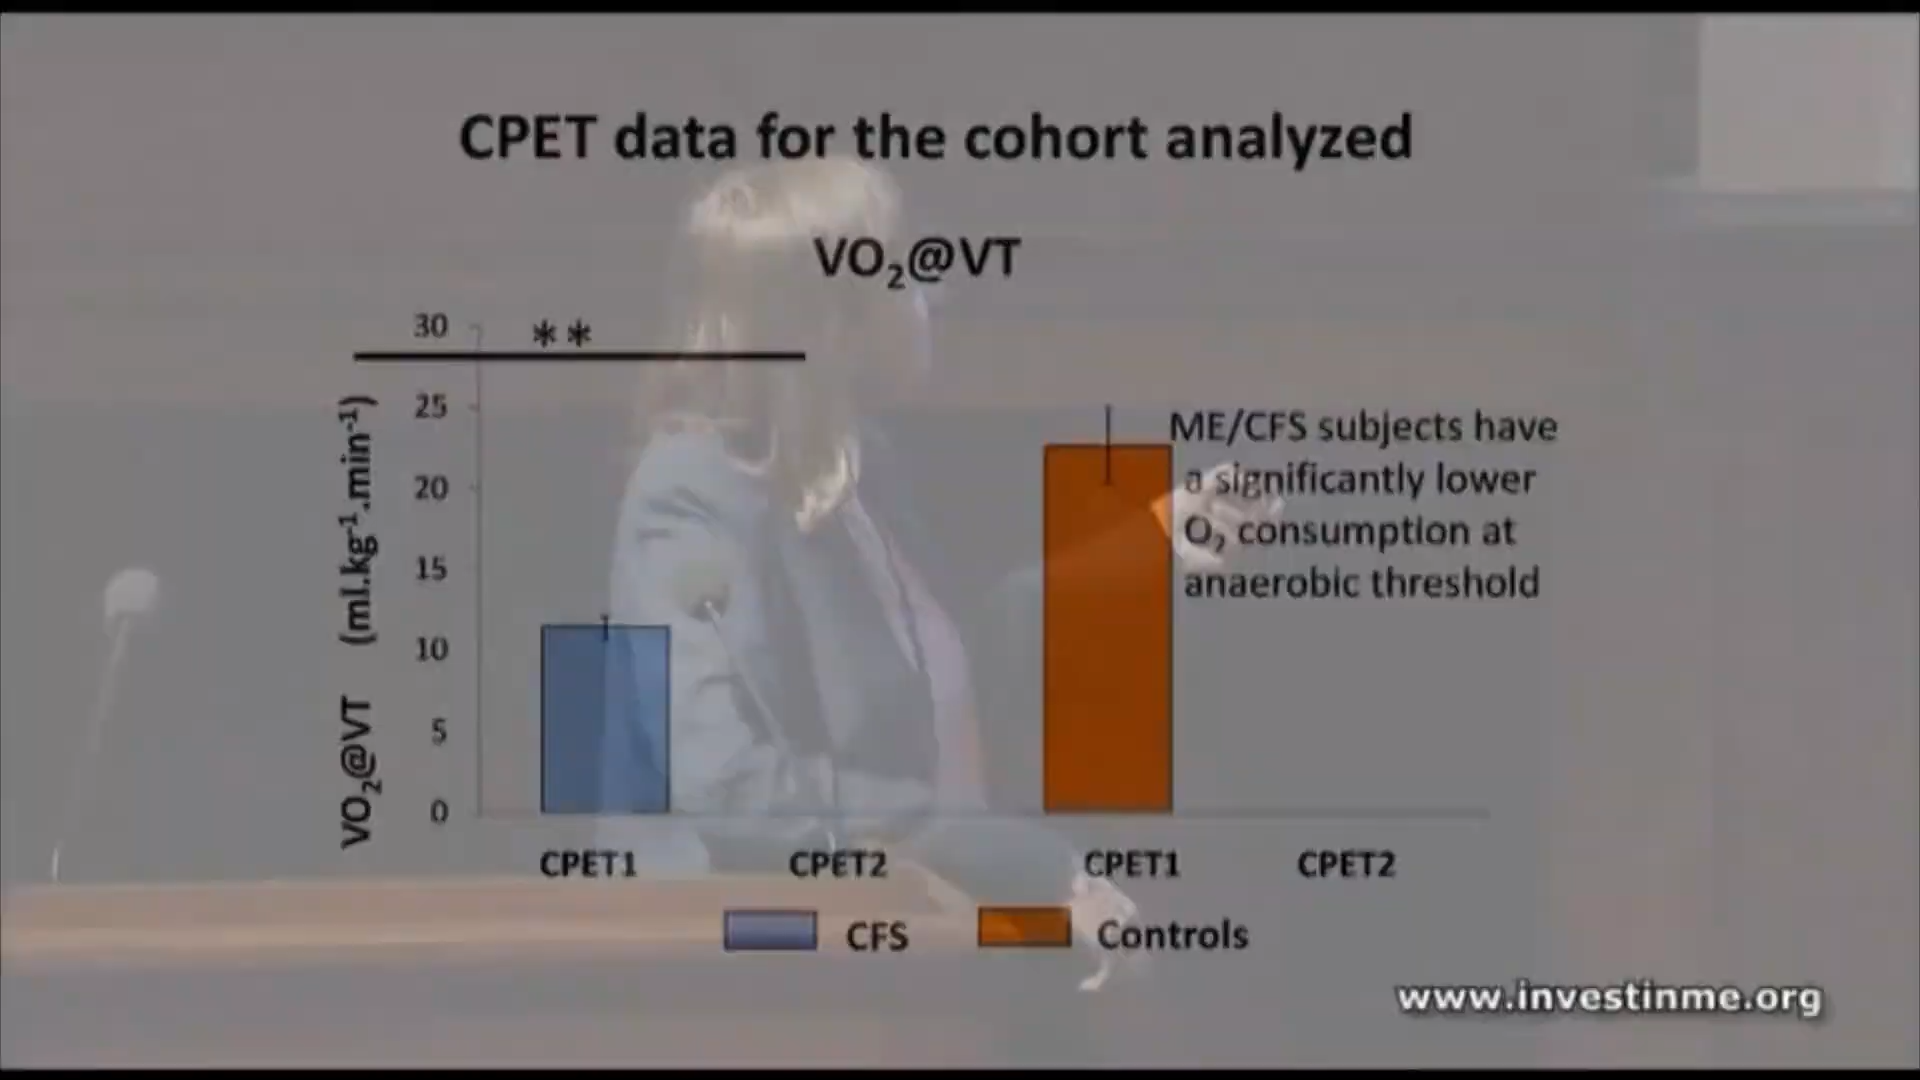 CPET data for the cohort analyzed
VO₂@VT
**
30
25
20
15
10
5
0
VO₂@VT (ml.kg⁻¹.min⁻¹)
ME/CFS subjects have
a significantly lower
O₂ consumption at
anaerobic threshold
CPET1 CPET2 CPET1 CPET2
CFS Controls
www.investinme.org